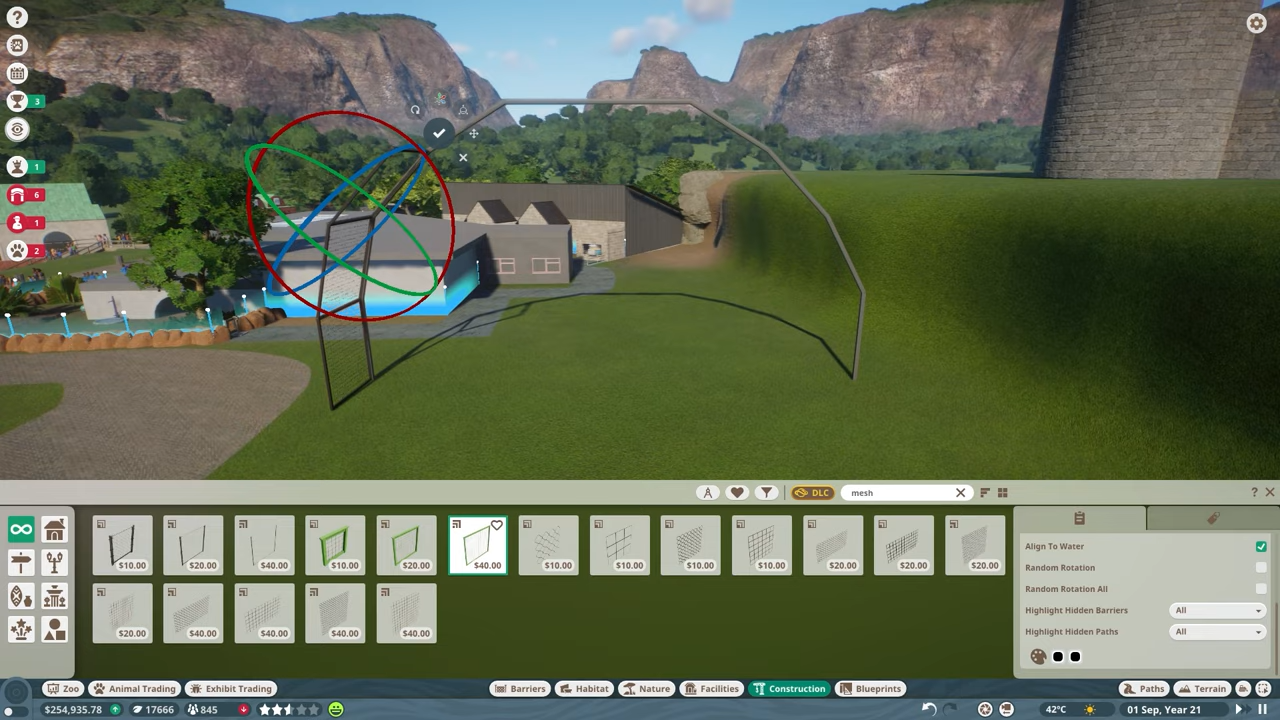 ?
3
1
6
1
2
DLC
mesh
?
$10.00
$20.00
$40.00
$10.00
$20.00
$40.00
$10.00
$10.00
$10.00
$10.00
$20.00
$20.00
$20.00
$20.00
$40.00
$40.00
$40.00
$40.00
Align To Water
Random Rotation
Random Rotation All
Highlight Hidden Barriers All
Highlight Hidden Paths All
Zoo Animal Trading Exhibit Trading Barriers Habitat Nature Facilities Construction Blueprints Paths Terrain
$254,935.78 17666 845 42°C 01 Sep, Year 21